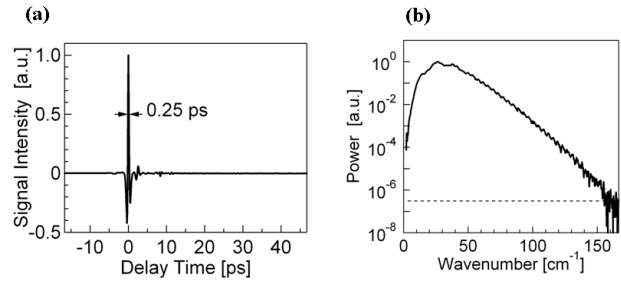 (a)
Signal Intensity [a.u.]
1.0
0.5
0
-0.5
0.25 ps
-10 0 10 20 30 40
Delay Time [ps]
(b)
Power [a.u.]
10^0
10^-2
10^-4
10^-6
10^-8
0 50 100 150
Wavenumber [cm^-1]